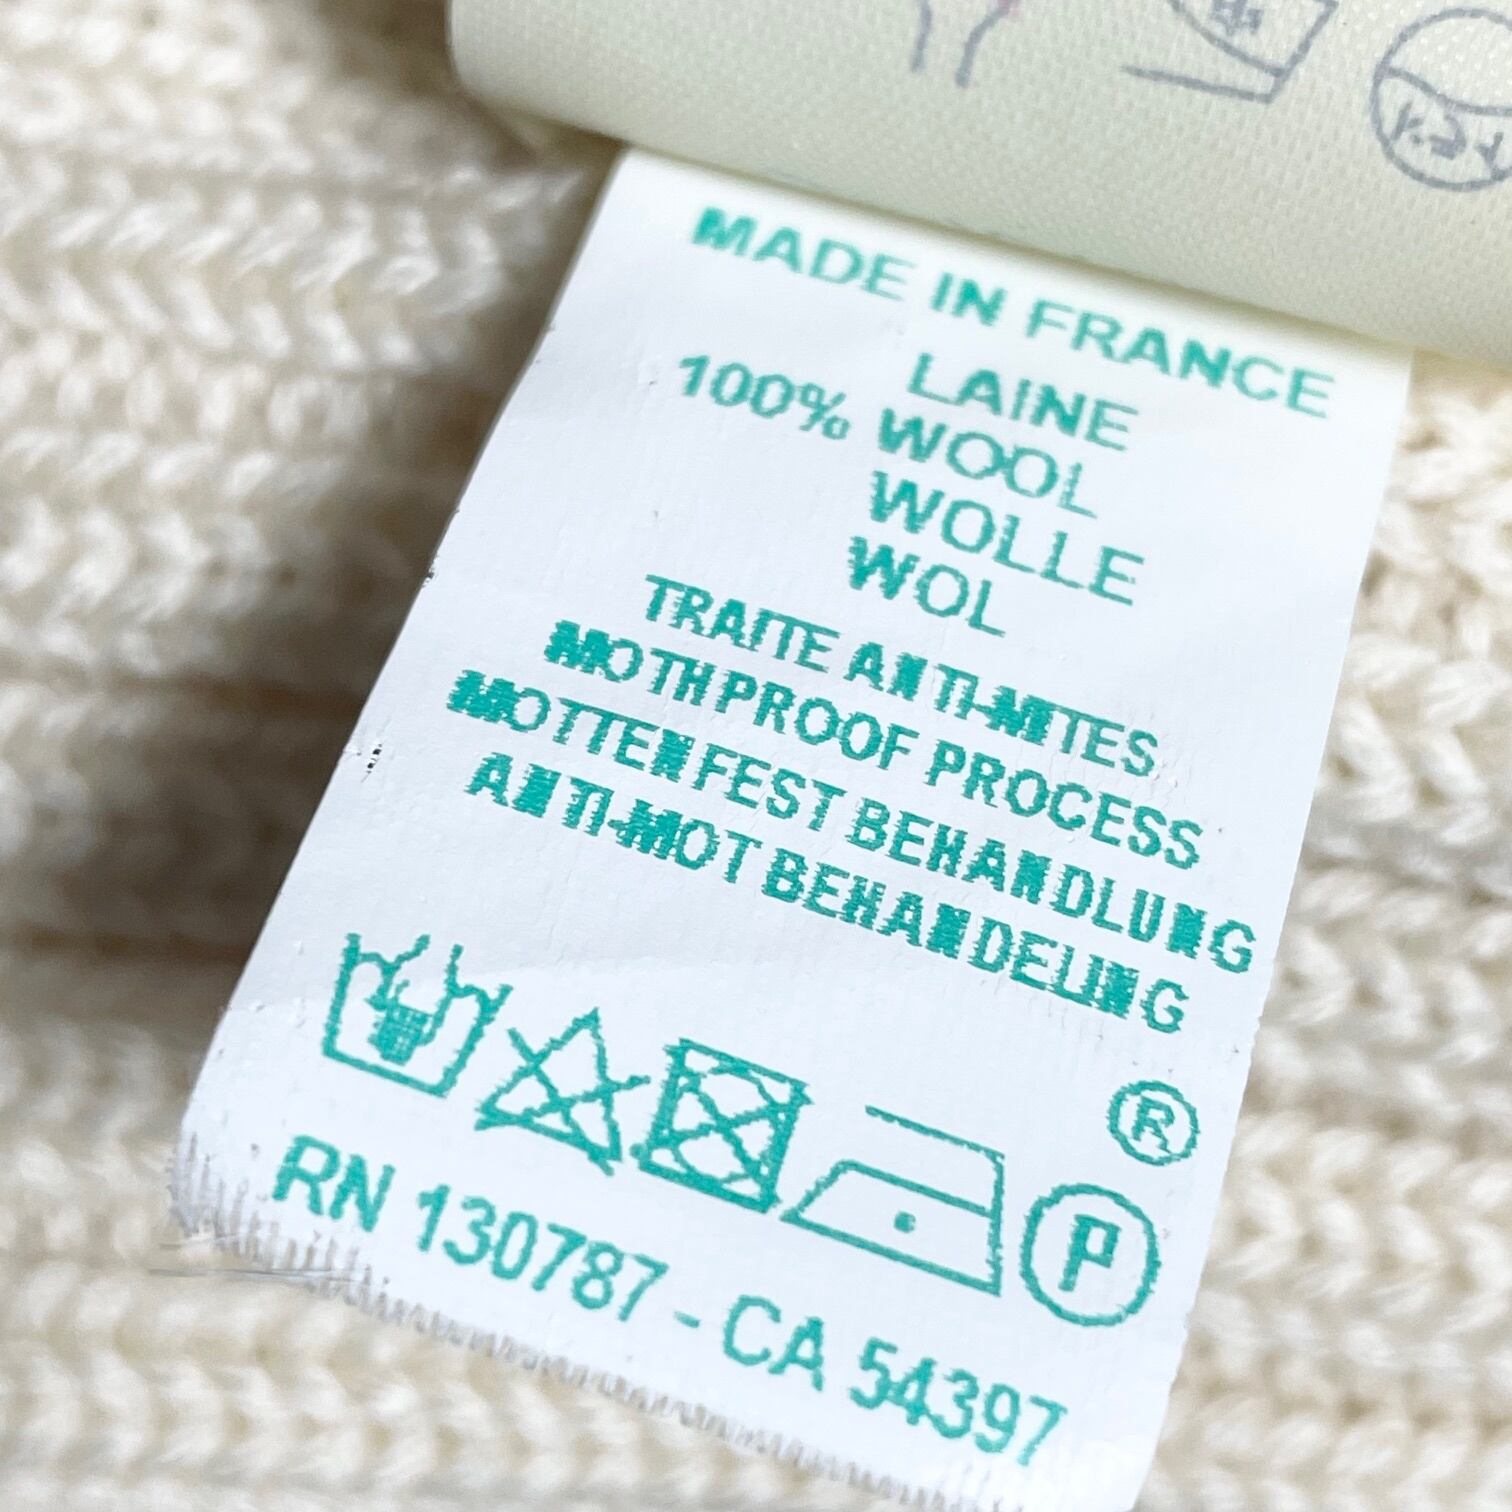 MADE IN FRANCE
LAINE
100% WOOL
WOLLE
WOL
TRAITE ANTI-MITES
MOTHPROOF PROCESS
MOTTENFEST BEHANDLUNG
ANTI-MOT BEHANDELING
®
P
RN 130787 - CA 54397